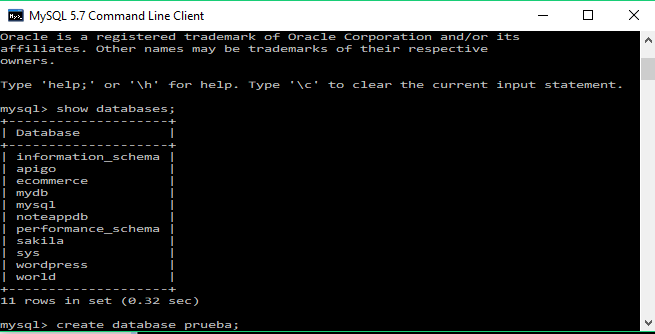 MySQL 5.7 Command Line Client
Oracle is a registered trademark of Oracle Corporation and/or its
affiliates. Other names may be trademarks of their respective
owners.
Type 'help;' or '\h' for help. Type '\c' to clear the current input statement.
mysql> show databases;
+--------------------+
| Database           |
+--------------------+
| information_schema |
| apigo              |
| ecommerce          |
| mydb               |
| mysql              |
| noteappdb          |
| performance_schema |
| sakila             |
| sys                |
| wordpress          |
| world              |
+--------------------+
11 rows in set (0.32 sec)
mysql> create database prueba;